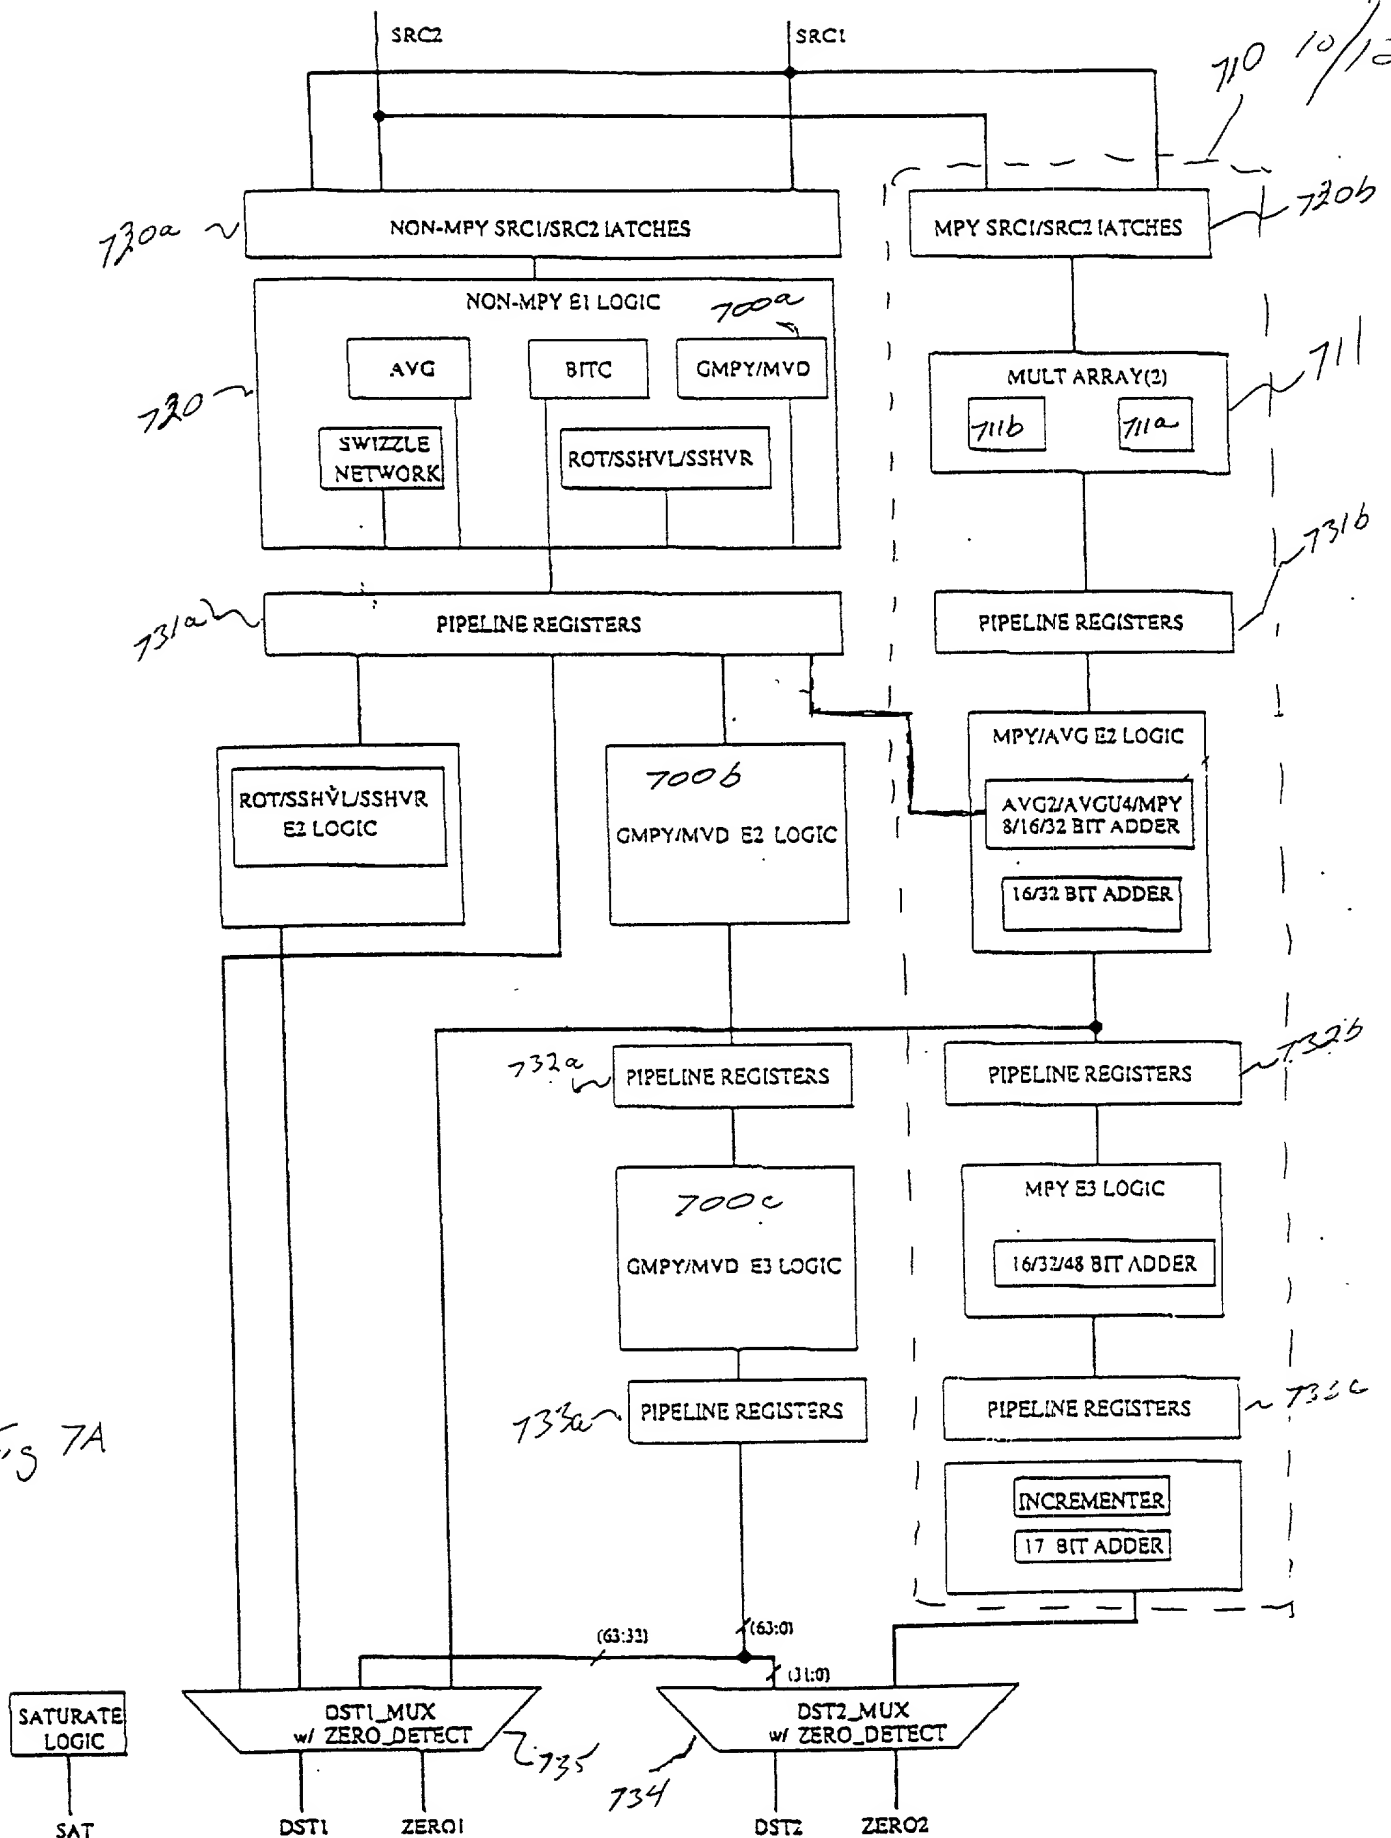 SRC2
SRC1
710
720a
NON-MPY SRC1/SRC2 LATCHES
MPY SRC1/SRC2 LATCHES
720b
NON-MPY E1 LOGIC
700a
AVG
BITC
GMPY/MVD
MULT ARRAY(2)
711
720
711b
711a
SWIZZLE
NETWORK
ROT/SSHVL/SSHVR
731b
731a
PIPELINE REGISTERS
PIPELINE REGISTERS
MPY/AVG E2 LOGIC
700b
ROT/SSHVL/SSHVR
E2 LOGIC
GMPY/MVD E2 LOGIC
AVG2/AVGU4/MPY
8/16/32 BIT ADDER
16/32 BIT ADDER
732a
PIPELINE REGISTERS
PIPELINE REGISTERS
732b
700c
MPY E3 LOGIC
GMPY/MVD E3 LOGIC
16/32/48 BIT ADDER
733a
PIPELINE REGISTERS
PIPELINE REGISTERS
Fig 7A
INCREMENTER
17 BIT ADDER
(63:32)
(63:0)
(31:0)
SATURATE
LOGIC
DST1_MUX
w/ ZERO_DETECT
735
DST2_MUX
w/ ZERO_DETECT
734
SAT
DST1
ZERO1
DST2
ZERO2